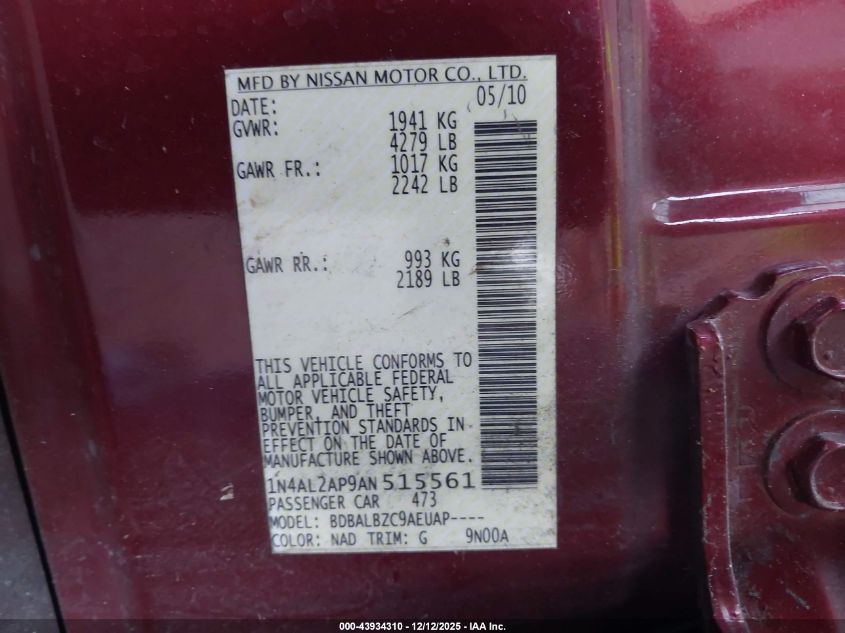 MFD BY NISSAN MOTOR CO., LTD.
DATE: 05/10
GVWR: 1941 KG
4279 LB
GAWR FR.: 1017 KG
2242 LB
GAWR RR.: 993 KG
2189 LB
THIS VEHICLE CONFORMS TO
ALL APPLICABLE FEDERAL
MOTOR VEHICLE SAFETY,
BUMPER, AND THEFT
PREVENTION STANDARDS IN
EFFECT ON THE DATE OF
MANUFACTURE SHOWN ABOVE.
1N4AL2AP9AN515561
PASSENGER CAR 473
MODEL: BDBALBZC9AEUAP----
COLOR: NAD TRIM: G 9N00A
000-43934310 - 12/12/2025 - IAA Inc.